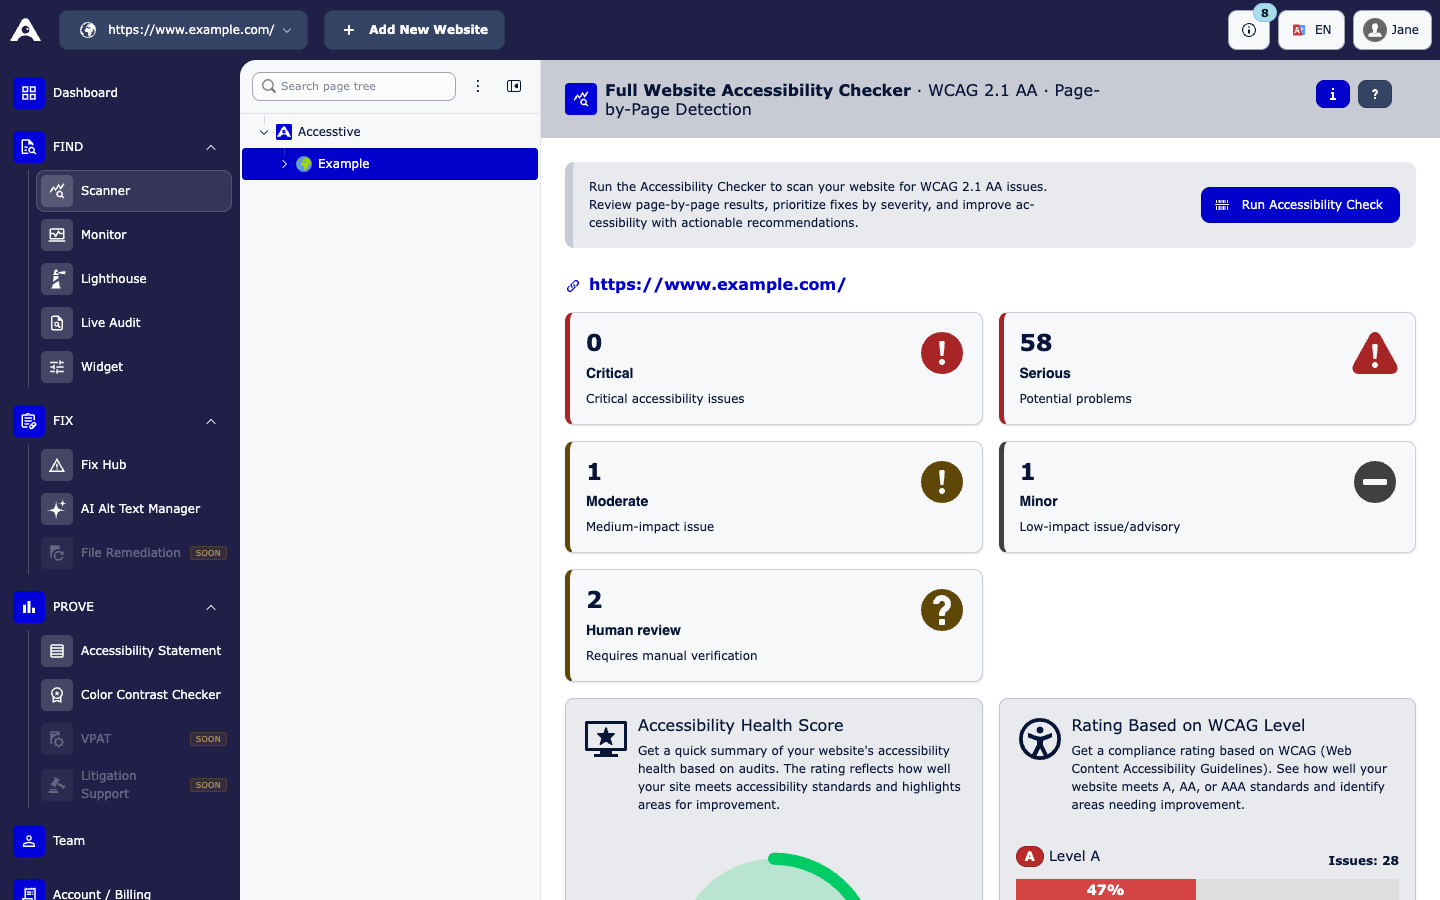 https://www.example.com/
Add New Website
8
EN
Jane
Dashboard
FIND
Scanner
Monitor
Lighthouse
Live Audit
Widget
FIX
Fix Hub
AI Alt Text Manager
File Remediation SOON
PROVE
Accessibility Statement
Color Contrast Checker
VPAT SOON
Litigation
Support SOON
Team
Account / Billing
Search page tree
Accesstive
Example
Full Website Accessibility Checker · WCAG 2.1 AA · Page-
by-Page Detection
Run the Accessibility Checker to scan your website for WCAG 2.1 AA issues.
Review page-by-page results, prioritize fixes by severity, and improve ac-
cessibility with actionable recommendations.
Run Accessibility Check
https://www.example.com/
0
Critical
Critical accessibility issues
58
Serious
Potential problems
1
Moderate
Medium-impact issue
1
Minor
Low-impact issue/advisory
2
Human review
Requires manual verification
Accessibility Health Score
Get a quick summary of your website's accessibility
health based on audits. The rating reflects how well
your site meets accessibility standards and highlights
areas for improvement.
Rating Based on WCAG Level
Get a compliance rating based on WCAG (Web
Content Accessibility Guidelines). See how well your
website meets A, AA, or AAA standards and identify
areas needing improvement.
A Level A
Issues: 28
47%